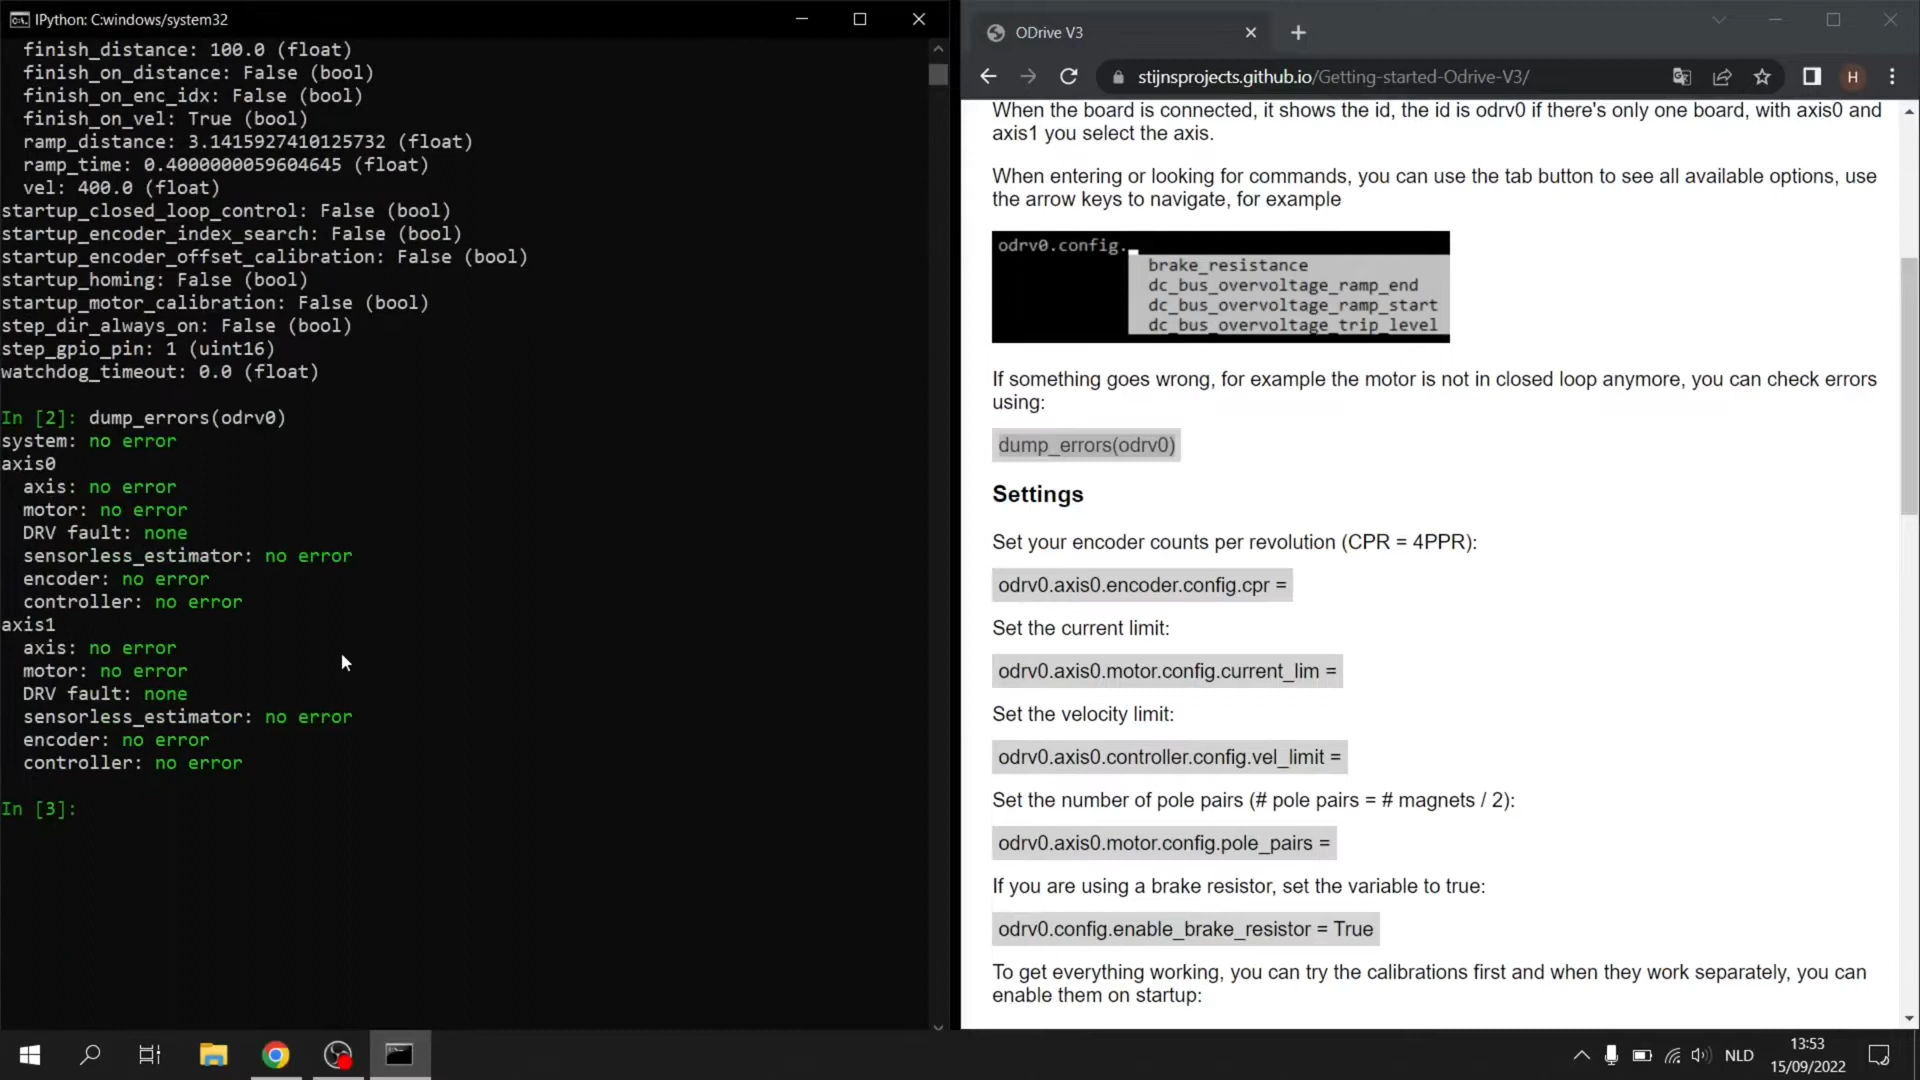 IPython: C:windows/system32
finish_distance: 100.0 (float)
finish_on_distance: False (bool)
finish_on_enc_idx: False (bool)
finish_on_vel: True (bool)
ramp_distance: 3.1415927410125732 (float)
ramp_time: 0.4000000059604645 (float)
vel: 400.0 (float)
startup_closed_loop_control: False (bool)
startup_encoder_index_search: False (bool)
startup_encoder_offset_calibration: False (bool)
startup_homing: False (bool)
startup_motor_calibration: False (bool)
step_dir_always_on: False (bool)
step_gpio_pin: 1 (uint16)
watchdog_timeout: 0.0 (float)
In [2]: dump_errors(odrv0)
system: no error
axis0
axis: no error
motor: no error
DRV fault: none
sensorless_estimator: no error
encoder: no error
controller: no error
axis1
axis: no error
motor: no error
DRV fault: none
sensorless_estimator: no error
encoder: no error
controller: no error
In [3]:
ODrive V3
stijnsprojects.github.io/Getting-started-Odrive-V3/
H
When the board is connected, it shows the id, the id is odrv0 if there's only one board, with axis0 and
axis1 you select the axis.
When entering or looking for commands, you can use the tab button to see all available options, use
the arrow keys to navigate, for example
odrv0.config._
brake_resistance
dc_bus_overvoltage_ramp_end
dc_bus_overvoltage_ramp_start
dc_bus_overvoltage_trip_level
If something goes wrong, for example the motor is not in closed loop anymore, you can check errors
using:
dump_errors(odrv0)
Settings
Set your encoder counts per revolution (CPR = 4PPR):
odrv0.axis0.encoder.config.cpr =
Set the current limit:
odrv0.axis0.motor.config.current_lim =
Set the velocity limit:
odrv0.axis0.controller.config.vel_limit =
Set the number of pole pairs (# pole pairs = # magnets / 2):
odrv0.axis0.motor.config.pole_pairs =
If you are using a brake resistor, set the variable to true:
odrv0.config.enable_brake_resistor = True
To get everything working, you can try the calibrations first and when they work separately, you can
enable them on startup:
NLD
13:53
15/09/2022